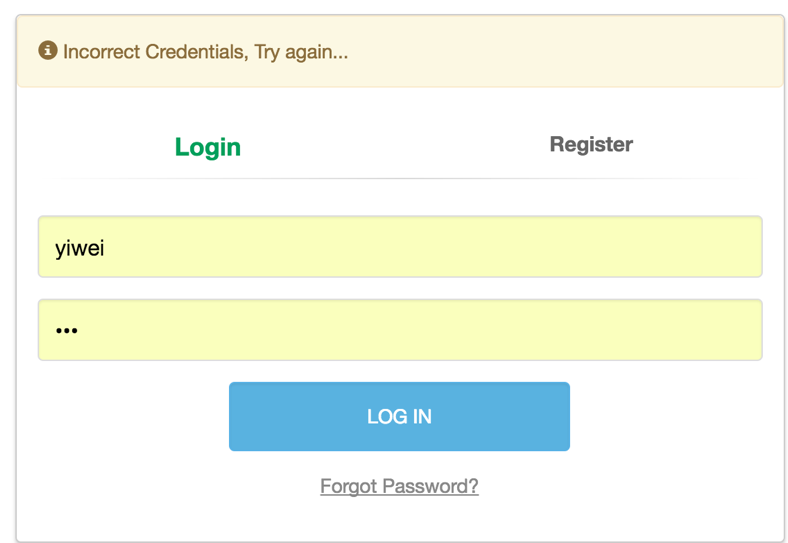 Incorrect Credentials, Try again...
Login
Register
yiwei
•••
LOG IN
Forgot Password?